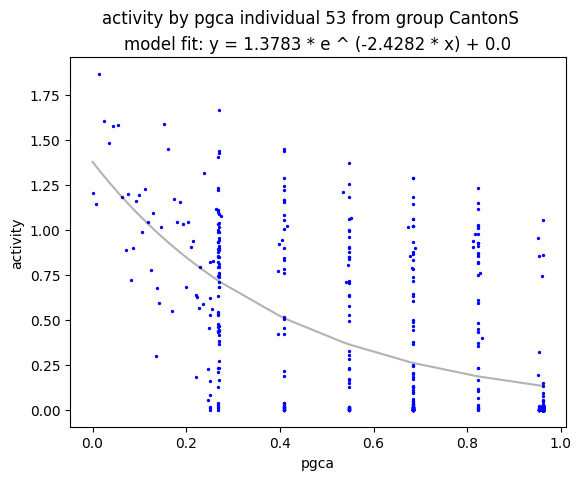 activity by pgca individual 53 from group CantonS
model fit: y = 1.3783 * e ^ (-2.4282 * x) + 0.0
1.75
1.50
1.25
1.00
0.75
0.50
0.25
0.00
activity
0.0 0.2 0.4 0.6 0.8 1.0
pgca